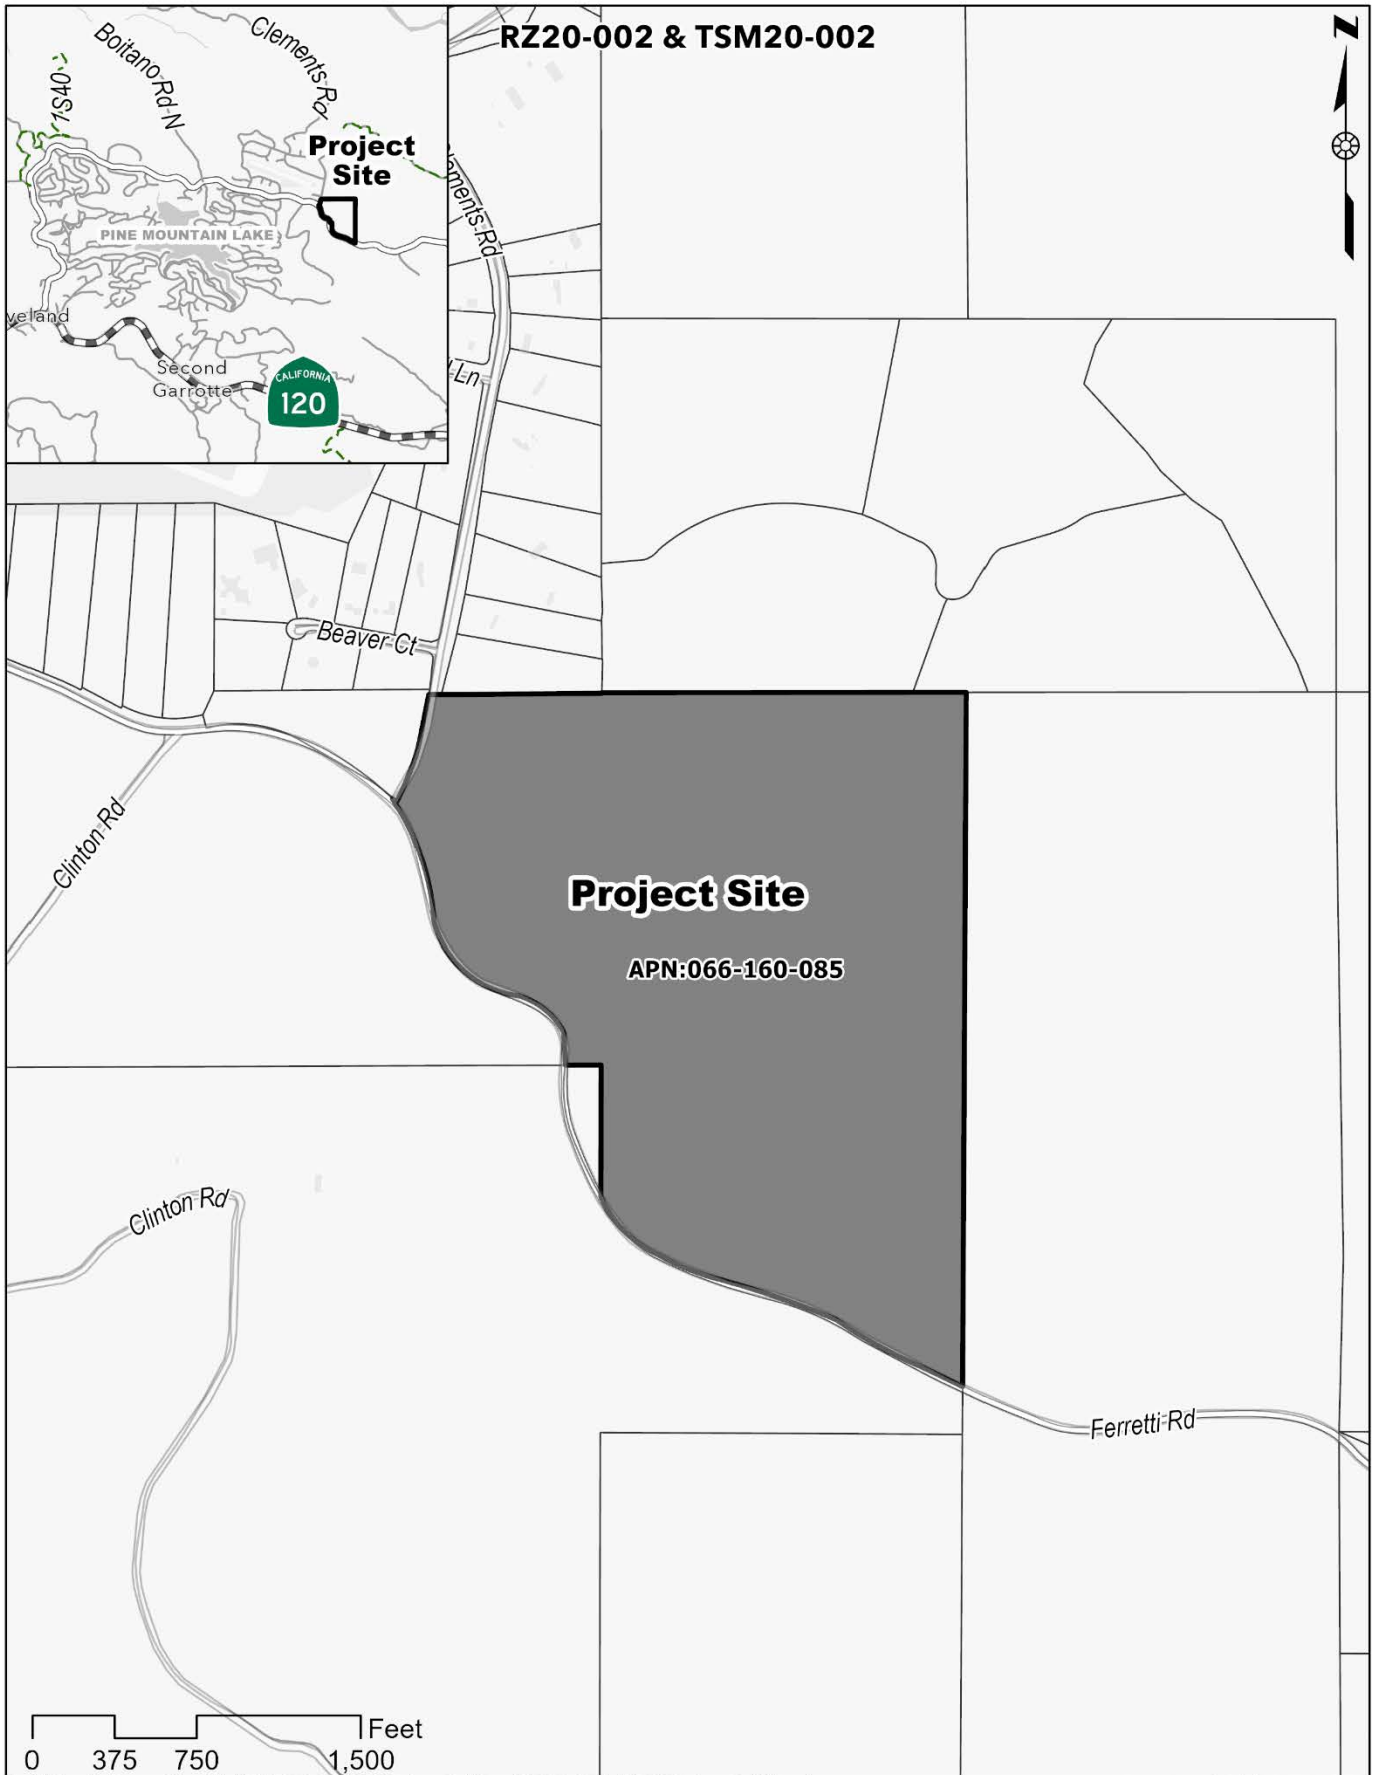 RZ20-002 & TSM20-002
N
Boitano Rd N
Clements Rd
1S40
Project
Site
PINE MOUNTAIN LAKE
veland
Second
Garrotte
CALIFORNIA
120
lements Rd
Ln
Beaver Ct
Clinton Rd
Project Site
APN:066-160-085
Clinton Rd
Ferretti Rd
Feet
0 375 750 1,500